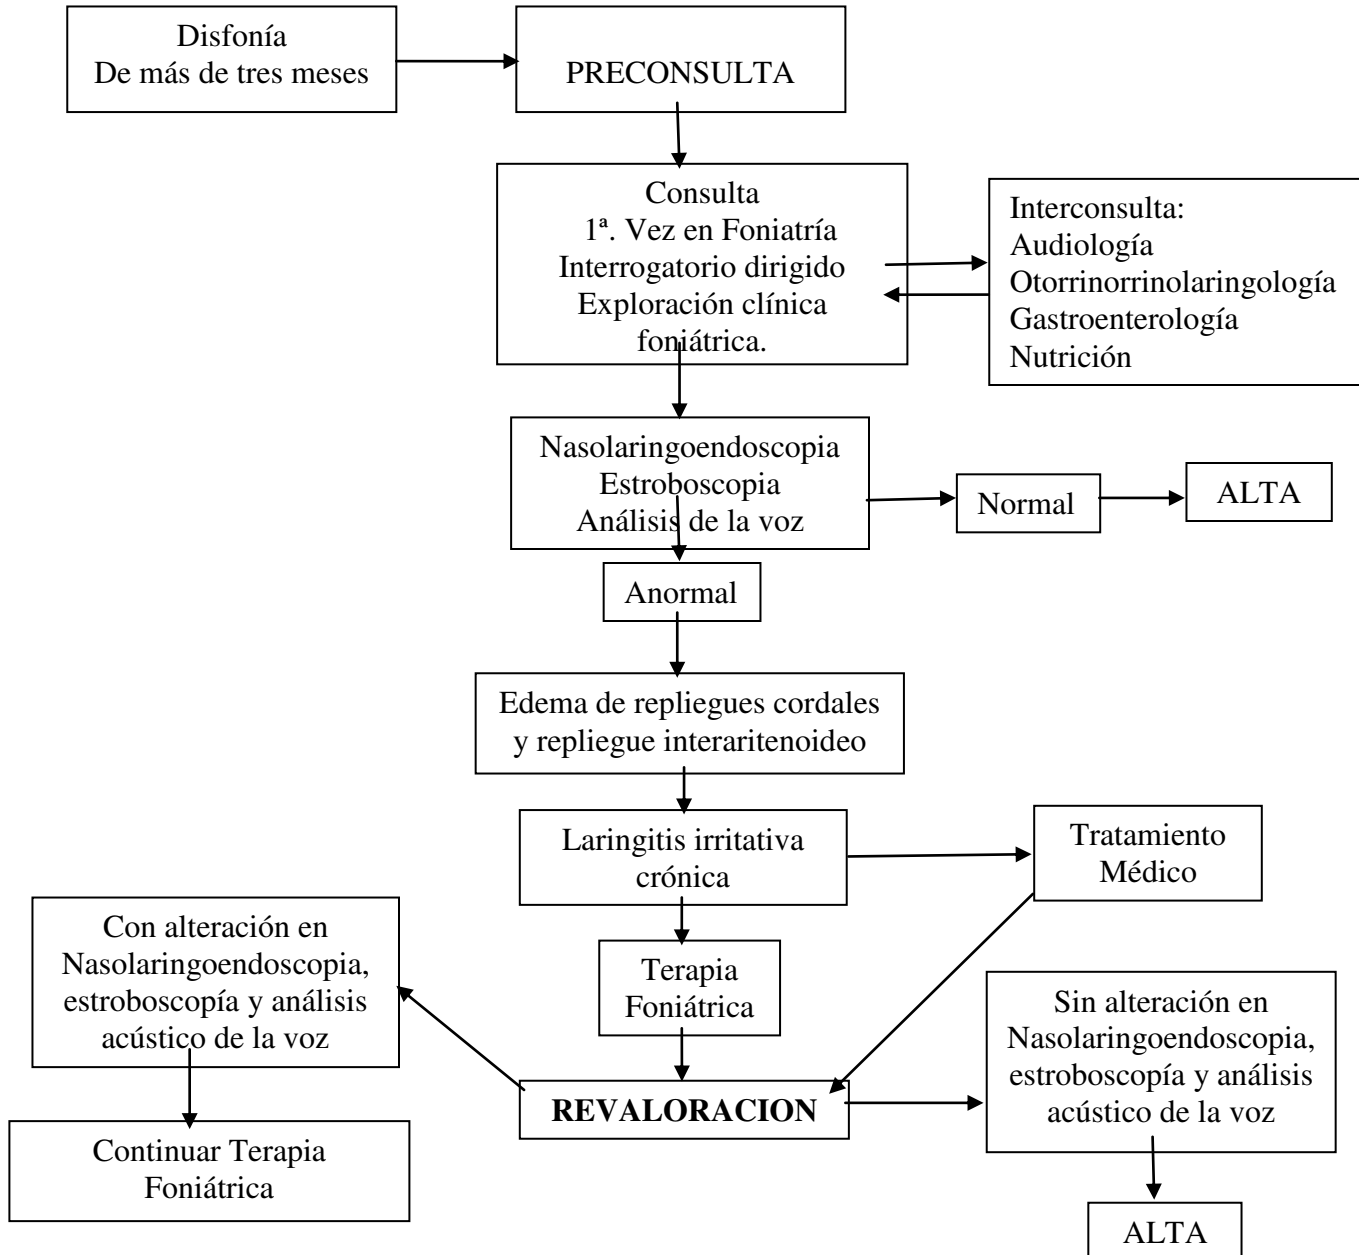 Disfonía
De más de tres meses
PRECONSULTA
Consulta
1ª. Vez en Foniatría
Interrogatorio dirigido
Exploración clínica
foniátrica.
Interconsulta:
Audiología
Otorrinorrinolaringología
Gastroenterología
Nutrición
Nasolaringoendoscopia
Estroboscopia
Análisis de la voz
Normal
ALTA
Anormal
Edema de repliegues cordales
y repliegue interaritenoideo
Laringitis irritativa
crónica
Tratamiento
Médico
Con alteración en
Nasolaringoendoscopia,
estroboscopía y análisis
acústico de la voz
Terapia
Foniátrica
Sin alteración en
Nasolaringoendoscopia,
estroboscopía y análisis
acústico de la voz
REVALORACION
Continuar Terapia
Foniátrica
ALTA